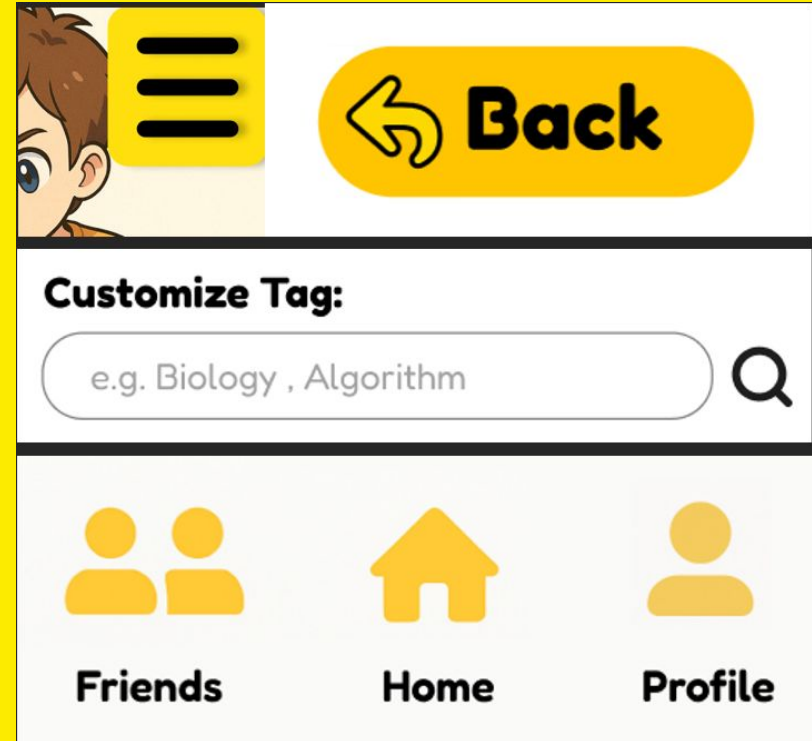 Back
Customize Tag:
e.g. Biology , Algorithm
Friends Home Profile